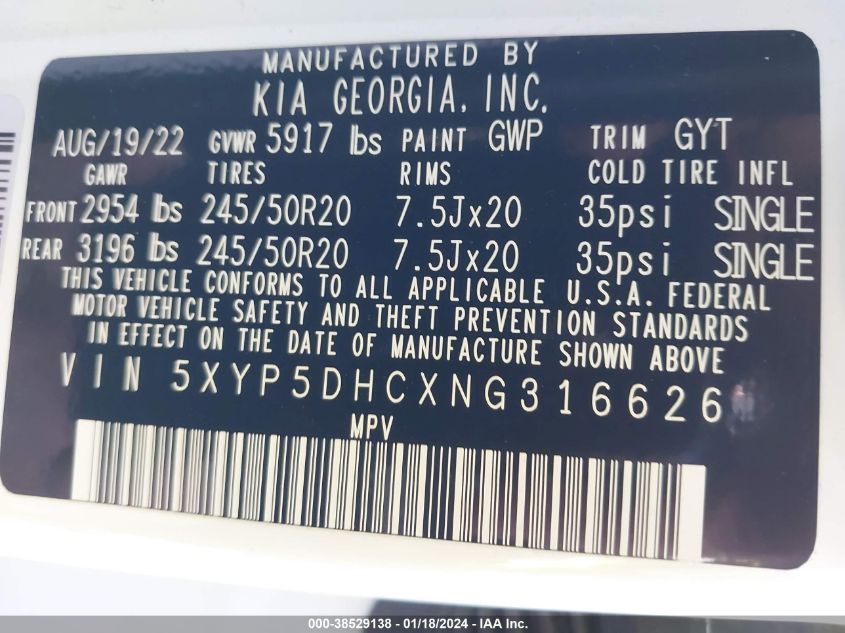 MANUFACTURED BY
KIA GEORGIA, INC.
AUG/19/22 GVWR 5917 lbs PAINT GWP TRIM GYT
GAWR TIRES RIMS COLD TIRE INFL
FRONT 2954 lbs 245/50R20 7.5Jx20 35psi SINGLE
REAR 3196 lbs 245/50R20 7.5Jx20 35psi SINGLE
THIS VEHICLE CONFORMS TO ALL APPLICABLE U.S.A. FEDERAL
MOTOR VEHICLE SAFETY AND THEFT PREVENTION STANDARDS
IN EFFECT ON THE DATE OF MANUFACTURE SHOWN ABOVE
VIN 5XYP5DHCXNG316626
MPV
000-38529138 - 01/18/2024 - IAA Inc.